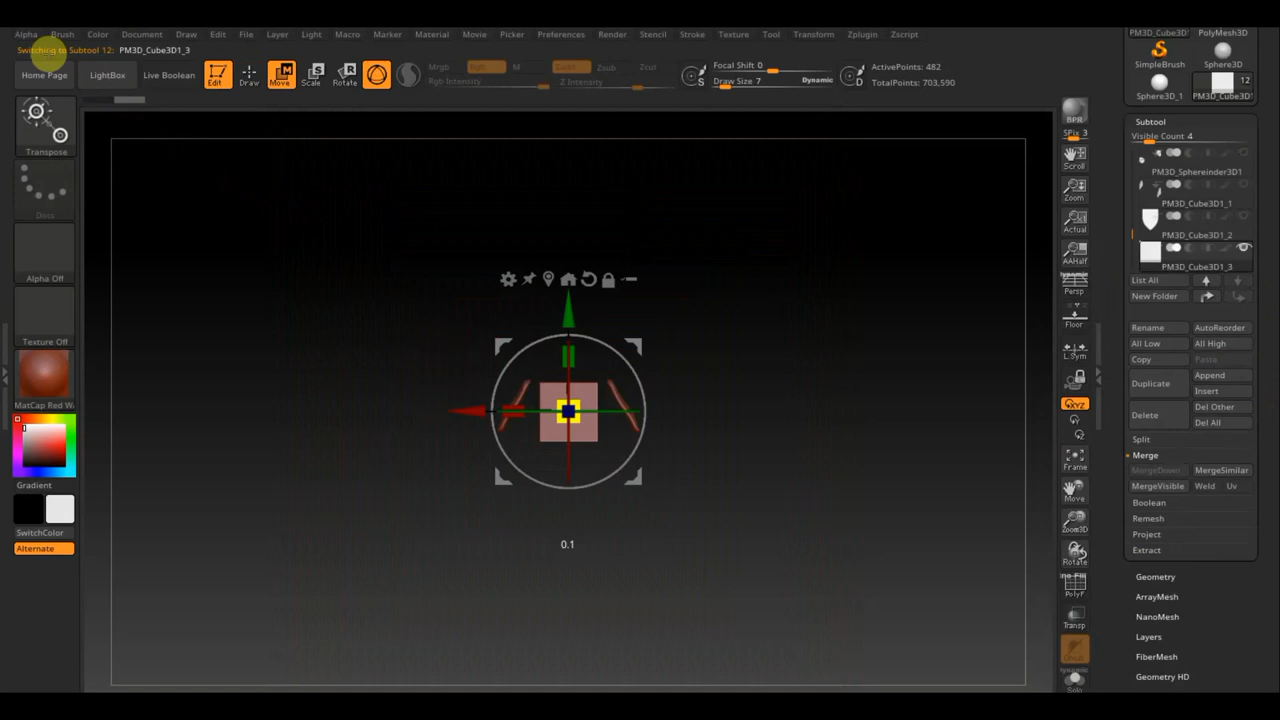 Alpha Brush Color Document Draw Edit File Layer Light Macro Marker Material Movie Picker Preferences Render Stencil Stroke Texture Tool Transform Zplugin Zscript
Switching to Subtool 12: PM3D_Cube3D1_3
Home Page
LightBox
Live Boolean
Edit
Draw
Move
Scale
Rotate
Mrgb
Rgb
M
Rgb Intensity
Zsub
Zcut
Z Intensity
Focal Shift 0
Draw Size 7
Dynamic
ActivePoints: 482
TotalPoints: 703,590
Transpose
Dots
Alpha Off
Texture Off
MatCap Red Wa
Gradient
SwitchColor
Alternate
0.1
BPR
SPix 3
Scroll
Zoom
Actual
AAHalf
Dynamic
Persp
Floor
L.Sym
XYZ
Y
Z
Frame
Move
Zoom3D
Rotate
Line Fill
PolyF
Transp
Dynamic
Solo
PM3D_Cube3D
PolyMesh3D
SimpleBrush
Sphere3D
12
Sphere3D_1
PM3D_Cube3D1
Subtool
Visible Count 4
PM3D_Sphereinder3D1
PM3D_Cube3D1_1
PM3D_Cube3D1_2
PM3D_Cube3D1_3
List All
New Folder
Rename
AutoReorder
All Low
All High
Copy
Paste
Duplicate
Append
Insert
Delete
Del Other
Del All
Split
Merge
MergeDown
MergeSimilar
MergeVisible
Weld
Uv
Boolean
Remesh
Project
Extract
Geometry
ArrayMesh
NanoMesh
Layers
FiberMesh
Geometry HD